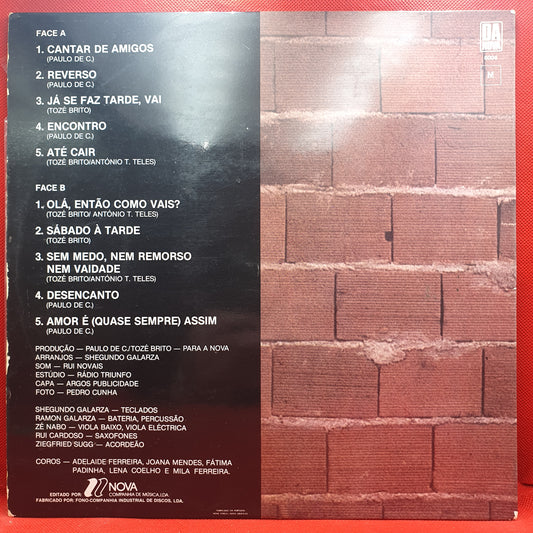 FACE A
1. CANTAR DE AMIGOS
(PAULO DE C.)
2. REVERSO
(PAULO DE C.)
3. JÁ SE FAZ TARDE, VAI
(TOZÉ BRITO)
4. ENCONTRO
(PAULO DE C.)
5. ATÉ CAIR
(TOZÉ BRITO/ANTÓNIO T. TELES)
FACE B
1. OLÁ, ENTÃO COMO VAIS?
(TOZÉ BRITO/ ANTÓNIO T. TELES)
2. SÁBADO À TARDE
(TOZÉ BRITO)
3. SEM MEDO, NEM REMORSO
NEM VAIDADE
(TOZÉ BRITO/ANTÓNIO T. TELES)
4. DESENCANTO
(PAULO DE C.)
5. AMOR É (QUASE SEMPRE) ASSIM
(PAULO DE C.)
PRODUÇÃO — PAULO DE C./TOZÉ BRITO — PARA A NOVA
ARRANJOS — SHEGUNDO GALARZA
SOM — RUI NOVAIS
ESTÚDIO — RÁDIO TRIUNFO
CAPA — ARGOS PUBLICIDADE
FOTO — PEDRO CUNHA
SHEGUNDO GALARZA — TECLADOS
RAMON GALARZA — BATERIA, PERCUSSÃO
ZÉ NABO — VIOLA BAIXO, VIOLA ELÉCTRICA
RUI CARDOSO — SAXOFONES
ZIEGFRIED SUGG — ACORDEÃO
COROS — ADELAIDE FERREIRA, JOANA MENDES, FÁTIMA
PADINHA, LENA COELHO E MILA FERREIRA.
EDITADO POR: NOVA
COMPANHIA DE MÚSICA, LDA.
FABRICADO POR: FONO-COMPANHIA INDUSTRIAL DE DISCOS, LDA.
DA
NOVA
M